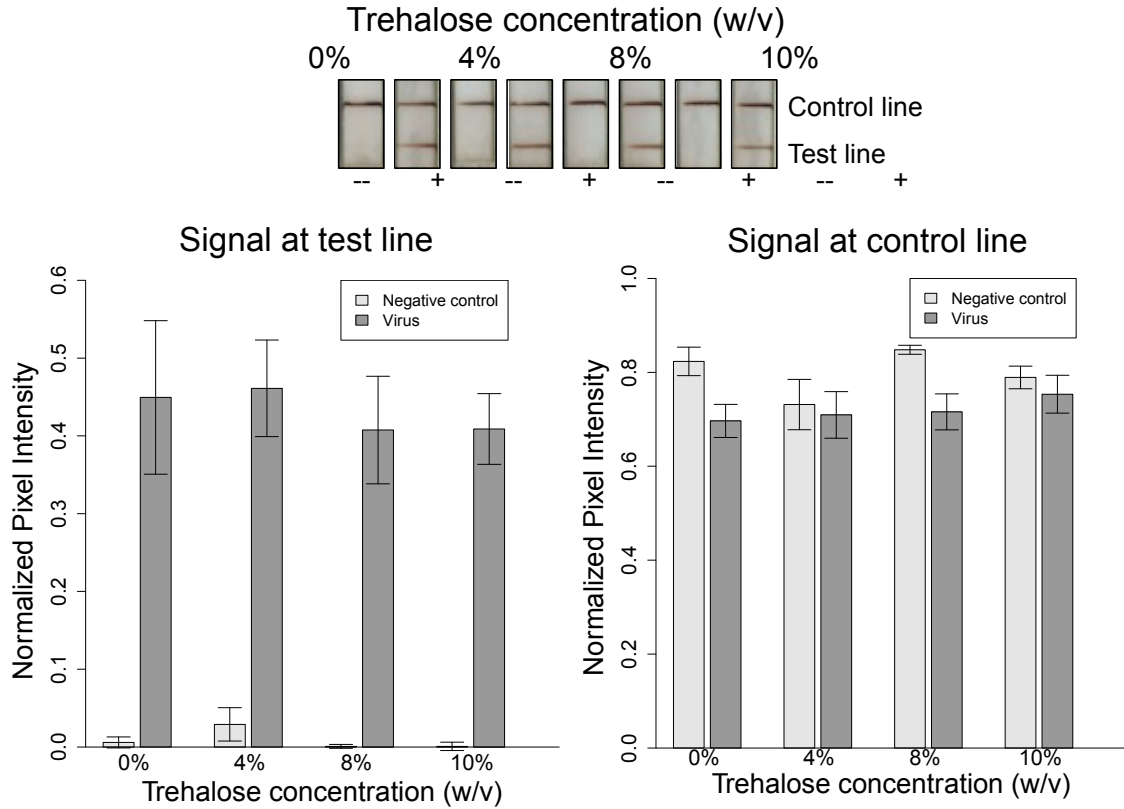 Trehalose concentration (w/v)
0% 4% 8% 10%
Control line
Test line
-- + -- + -- + -- +
Signal at test line
Negative control
Virus
Normalized Pixel Intensity
0.6
0.5
0.4
0.3
0.2
0.1
0.0
0% 4% 8% 10%
Trehalose concentration (w/v)
Signal at control line
Negative control
Virus
Normalized Pixel Intensity
1.0
0.8
0.6
0.4
0.2
0.0
0% 4% 8% 10%
Trehalose concentration (w/v)